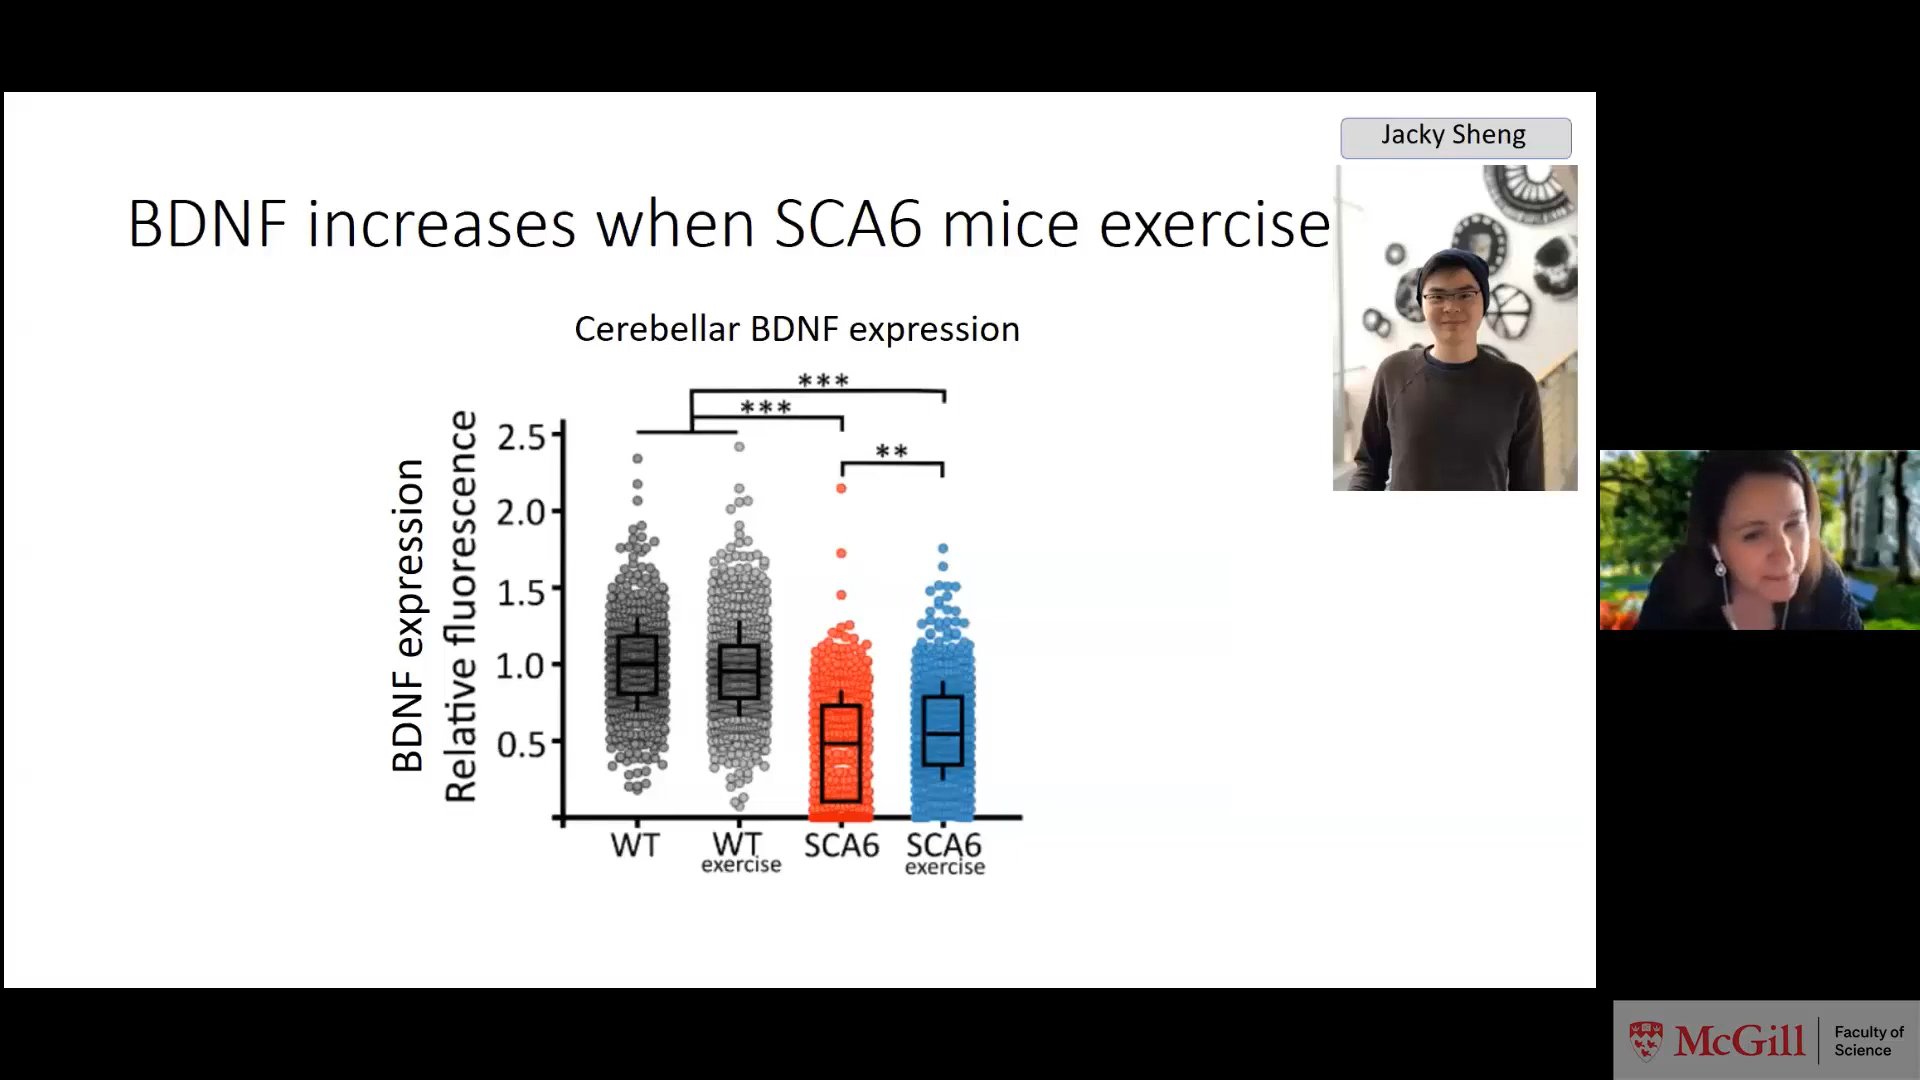 Jacky Sheng
BDNF increases when SCA6 mice exercise
Cerebellar BDNF expression
***
***
**
BDNF expression
Relative fluorescence
2.5
2.0
1.5
1.0
0.5
WT
WT
exercise
SCA6
SCA6
exercise
McGill
Faculty of
Science